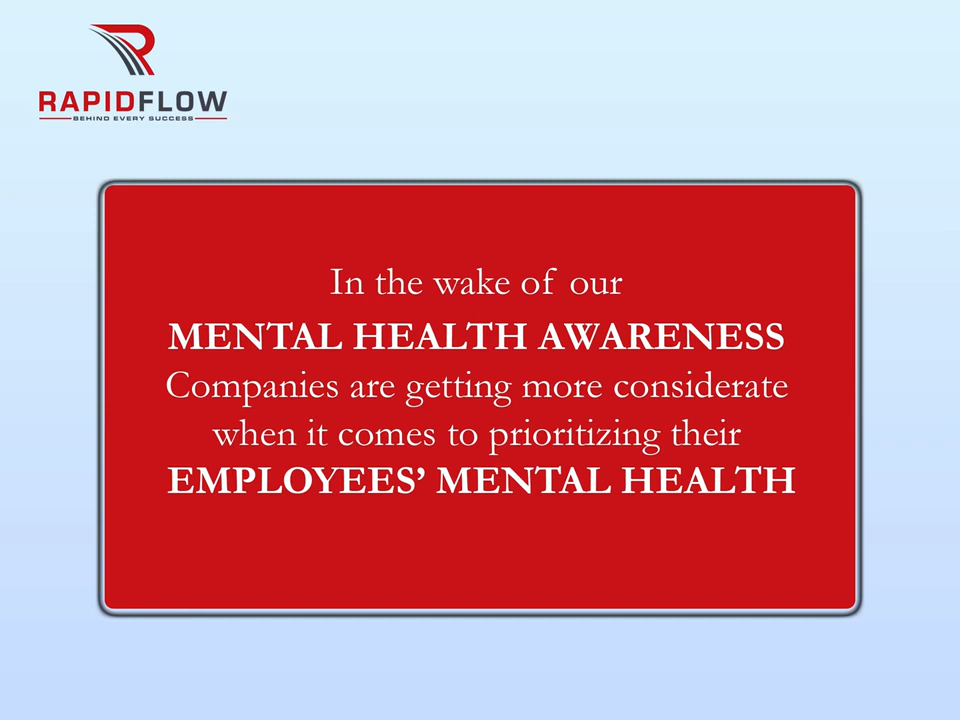 RAPIDFLOW
BEHIND EVERY SUCCESS
In the wake of our
MENTAL HEALTH AWARENESS
Companies are getting more considerate
when it comes to prioritizing their
EMPLOYEES’ MENTAL HEALTH